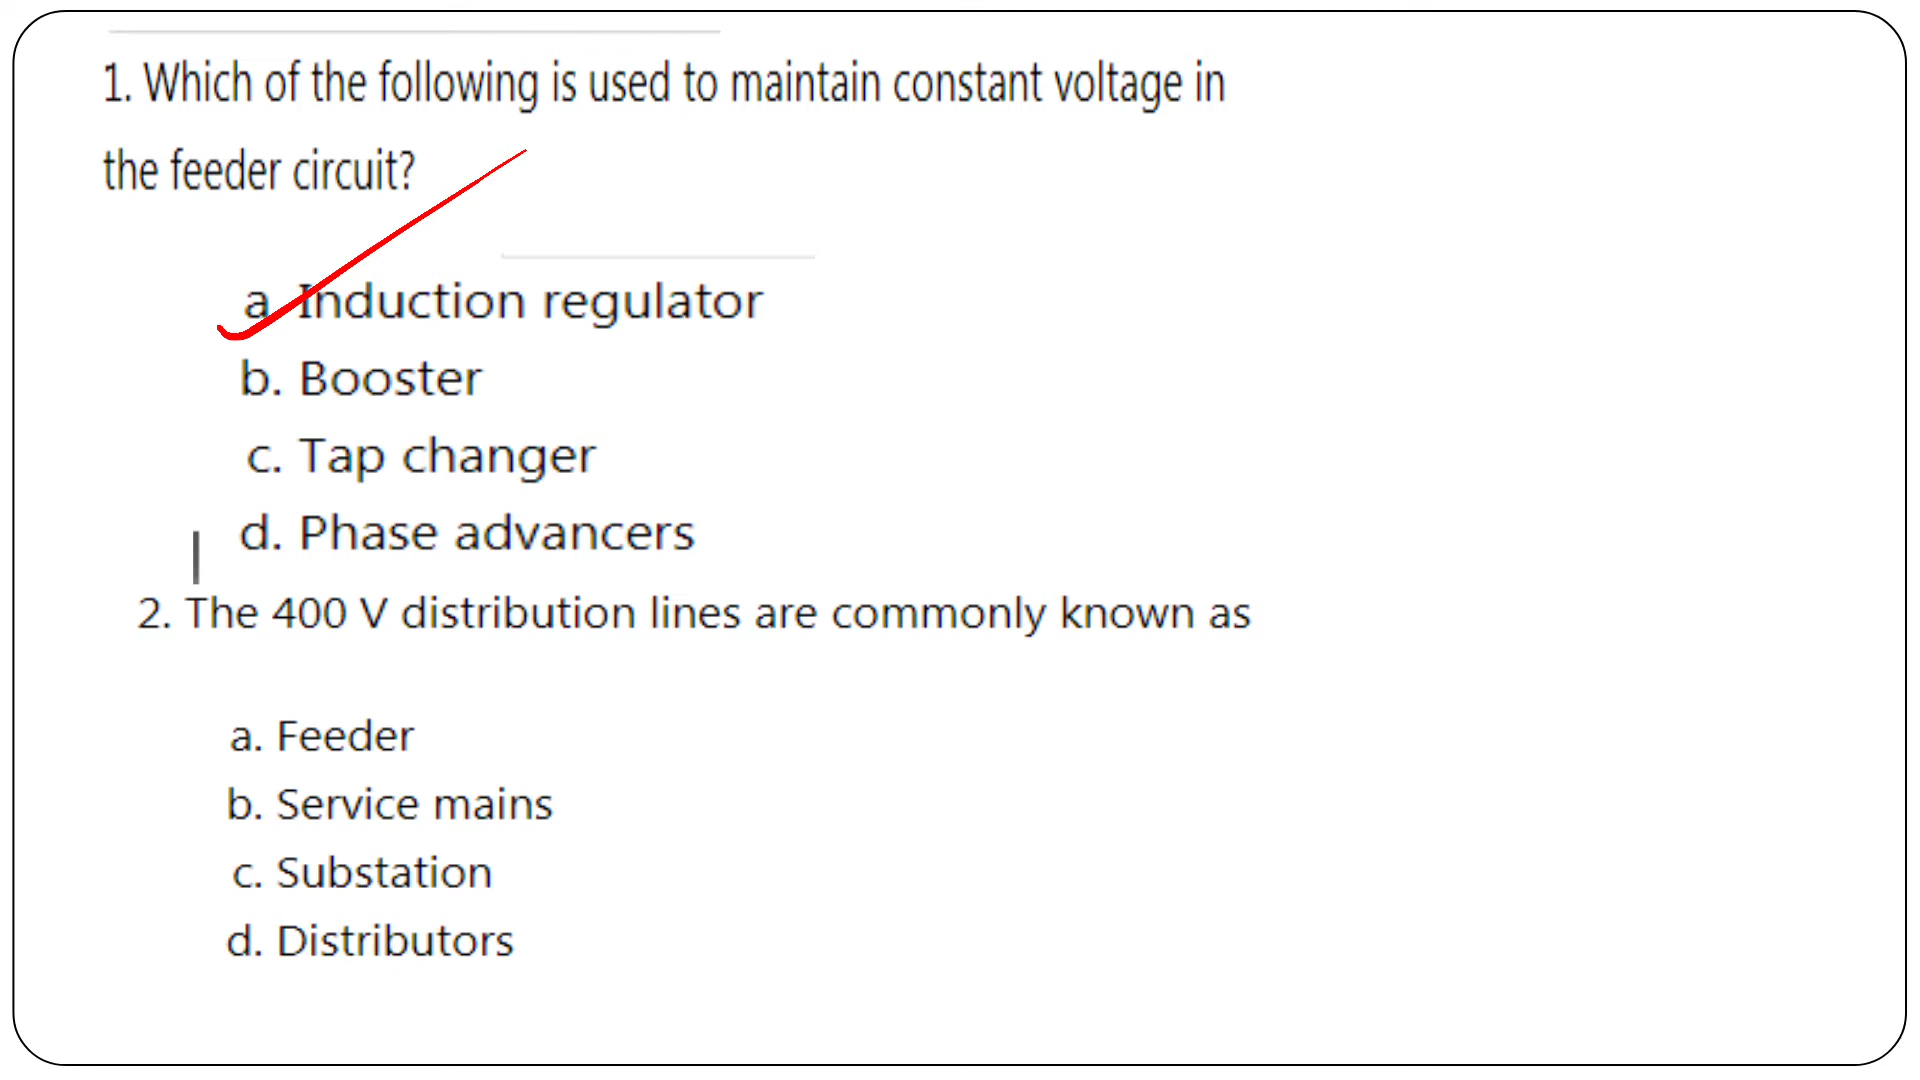 1. Which of the following is used to maintain constant voltage in
the feeder circuit?
a. Induction regulator
b. Booster
c. Tap changer
d. Phase advancers
2. The 400 V distribution lines are commonly known as
a. Feeder
b. Service mains
c. Substation
d. Distributors